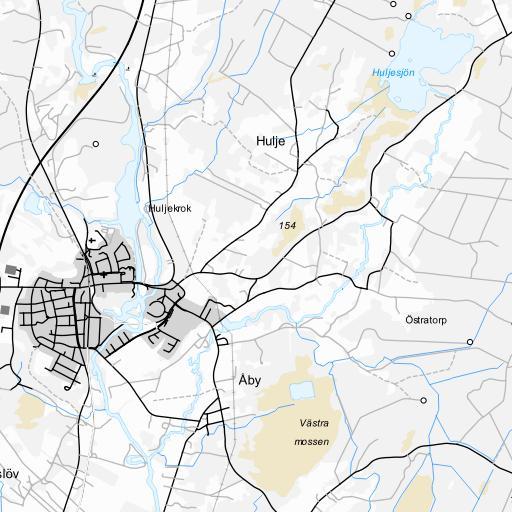 Huljesjön
Hulje
Huljekrok
154
Östratorp
Åby
Västra
mossen
slöv